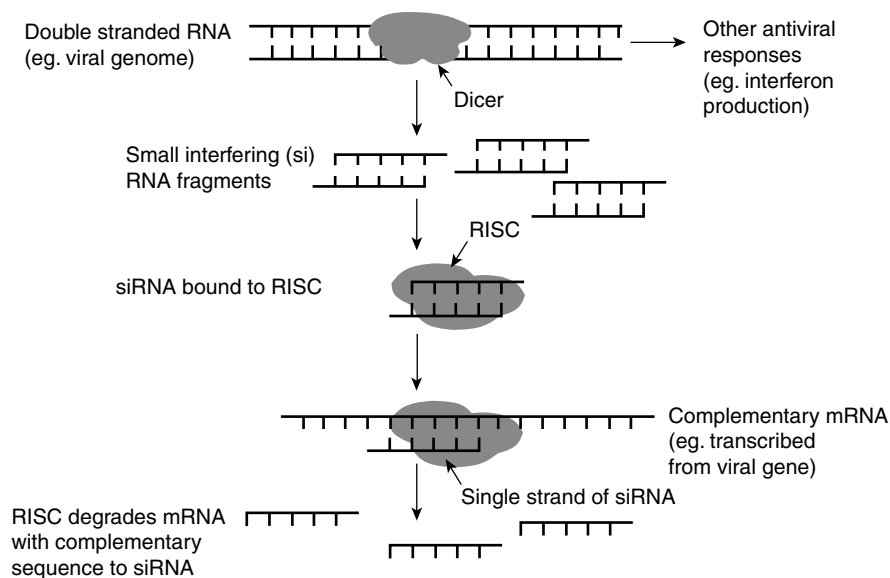 Double stranded RNA
(eg. viral genome)
Other antiviral
responses
(eg. interferon
production)
Dicer
Small interfering (si)
RNA fragments
RISC
siRNA bound to RISC
Complementary mRNA
(eg. transcribed
from viral gene)
Single strand of siRNA
RISC degrades mRNA
with complementary
sequence to siRNA